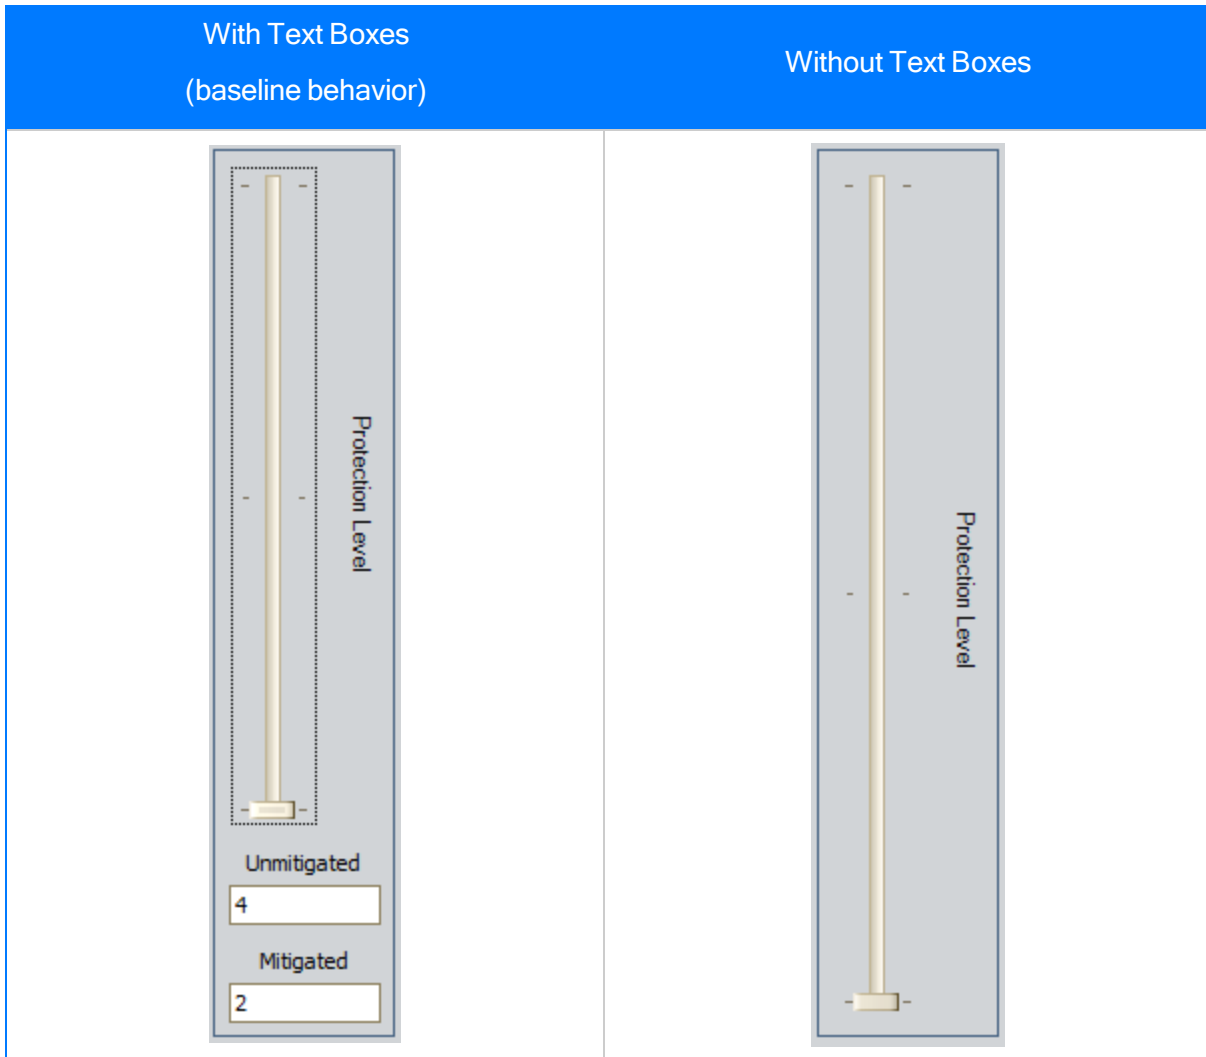 With Text Boxes
(baseline behavior)
Without Text Boxes
Protection Level
Unmitigated
4
Mitigated
2
Protection Level